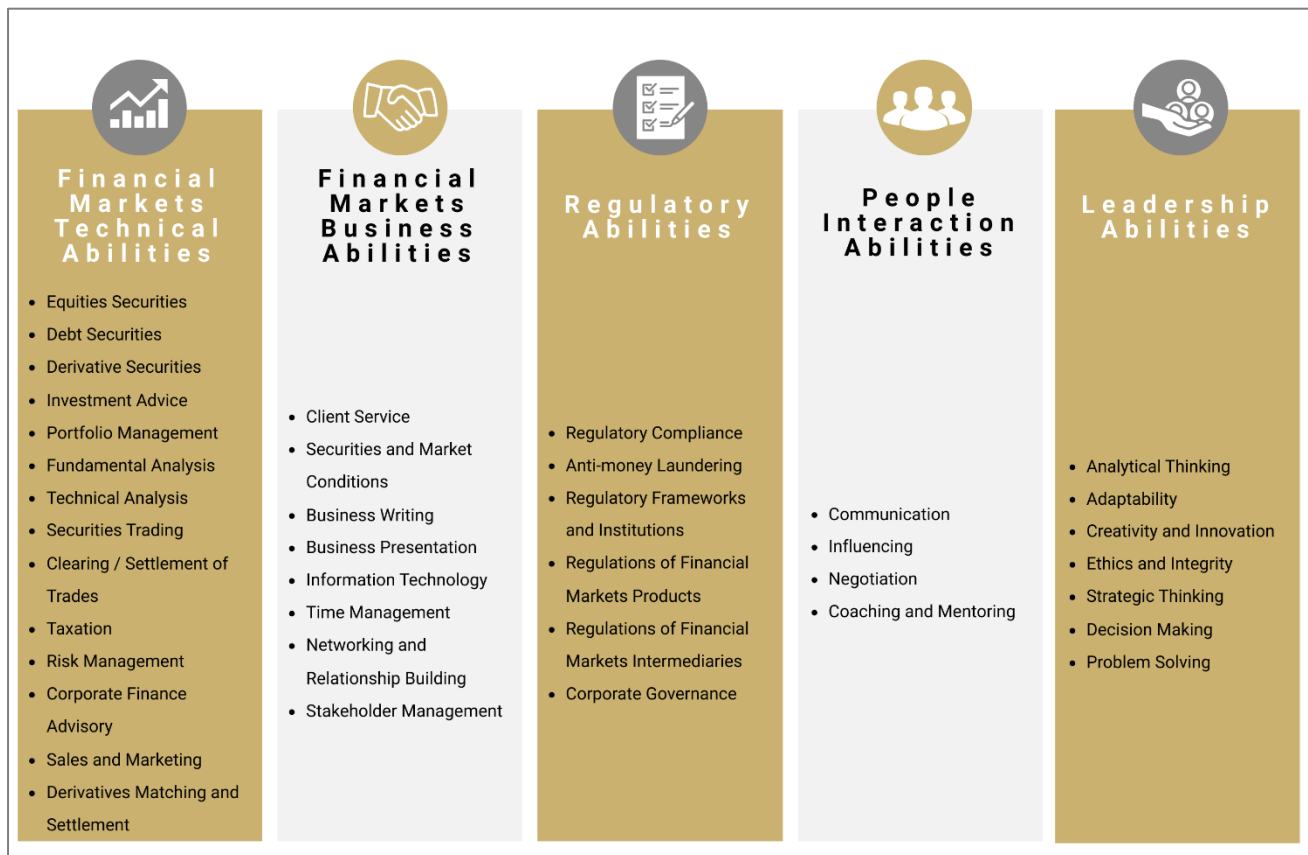 Financial
Markets
Technical
Abilities
• Equities Securities
• Debt Securities
• Derivative Securities
• Investment Advice
• Portfolio Management
• Fundamental Analysis
• Technical Analysis
• Securities Trading
• Clearing / Settlement of
Trades
• Taxation
• Risk Management
• Corporate Finance
Advisory
• Sales and Marketing
• Derivatives Matching and
Settlement
Financial
Markets
Business
Abilities
• Client Service
• Securities and Market
Conditions
• Business Writing
• Business Presentation
• Information Technology
• Time Management
• Networking and
Relationship Building
• Stakeholder Management
Regulatory
Abilities
• Regulatory Compliance
• Anti-money Laundering
• Regulatory Frameworks
and Institutions
• Regulations of Financial
Markets Products
• Regulations of Financial
Markets Intermediaries
• Corporate Governance
People
Interaction
Abilities
• Communication
• Influencing
• Negotiation
• Coaching and Mentoring
Leadership
Abilities
• Analytical Thinking
• Adaptability
• Creativity and Innovation
• Ethics and Integrity
• Strategic Thinking
• Decision Making
• Problem Solving